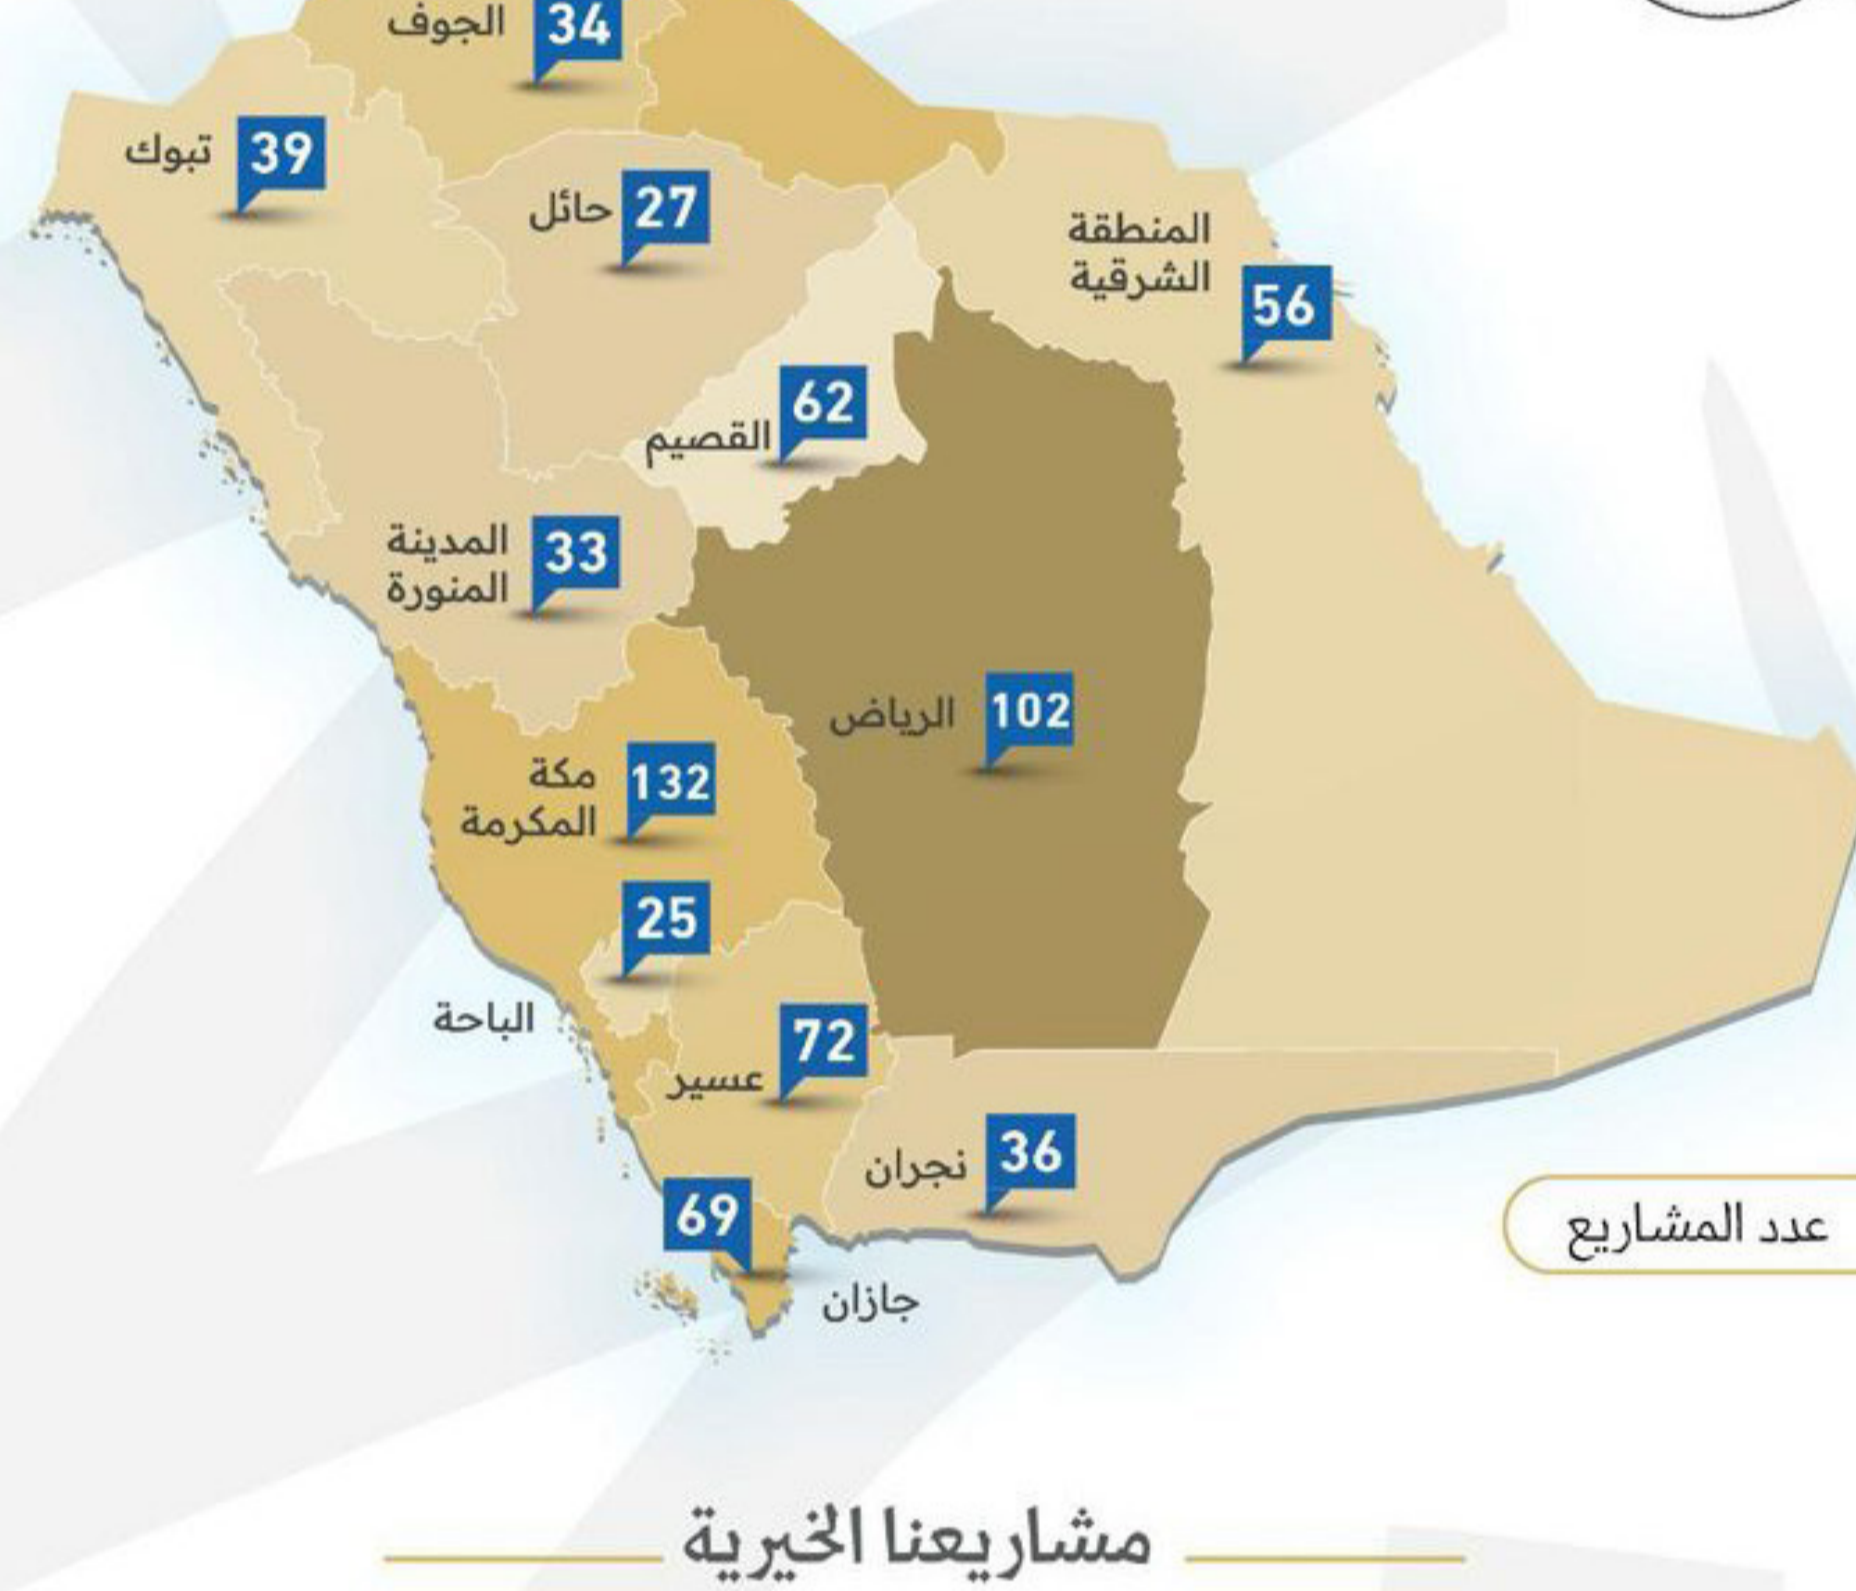 الجوف
34
تبوك
39
حائل
27
المنطقة
الشرقية
56
القصيم
62
المدينة
المنورة
33
الرياض
102
مكة
المكرمة
132
25
الباحة
72
عسير
نجران
36
69
جازان
عدد المشاريع
مشاريعنا الخيرية